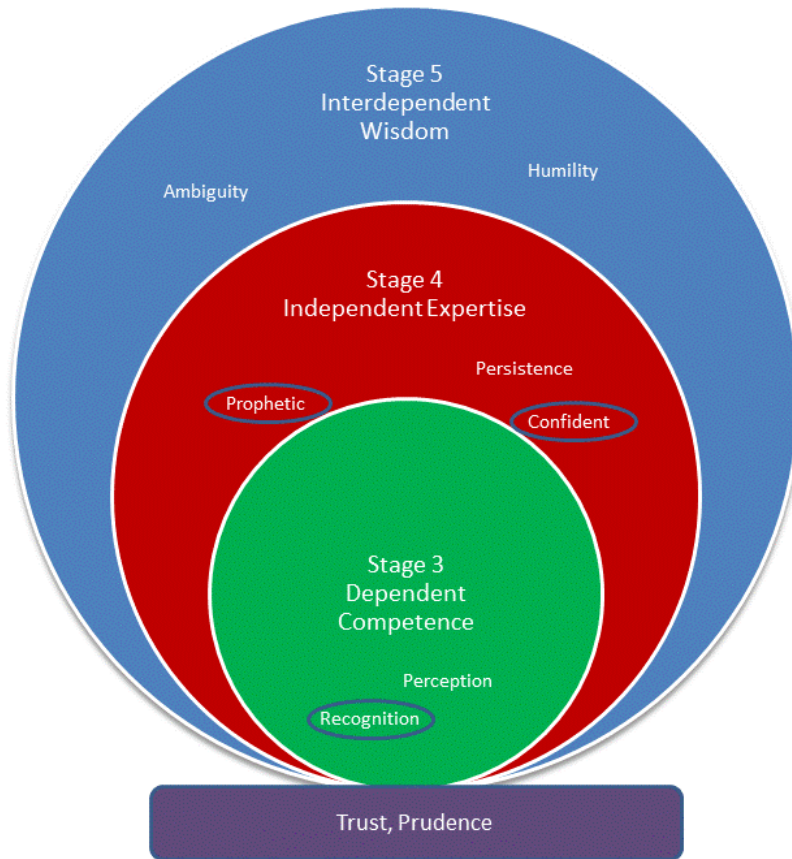 Stage 5
Interdependent
Wisdom
Humility
Ambiguity
Stage 4
Independent Expertise
Persistence
Prophetic
Confident
Stage 3
Dependent
Competence
Perception
Recognition
Trust, Prudence